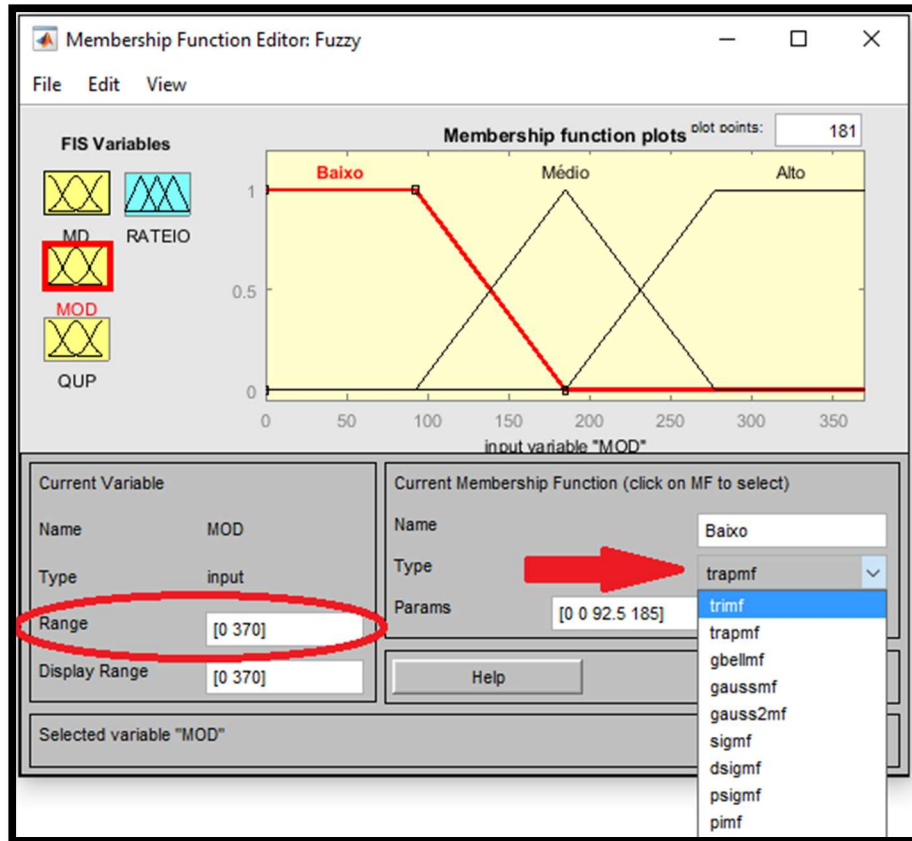 Membership Function Editor: Fuzzy
File Edit View
FIS Variables
MD RATEIO
MOD
QUP
Membership function plots plot points: 181
Baixo Médio Alto
1
0.5
0
0 50 100 150 200 250 300 350
input variable "MOD"
Current Variable
Name MOD
Type input
Range [0 370]
Display Range [0 370]
Current Membership Function (click on MF to select)
Name Baixo
Type trapmf
Params [0 0 92.5 185]
trimf
trapmf
gbellmf
gaussmf
gauss2mf
sigmf
dsigmf
psigmf
pimf
Help
Selected variable "MOD"